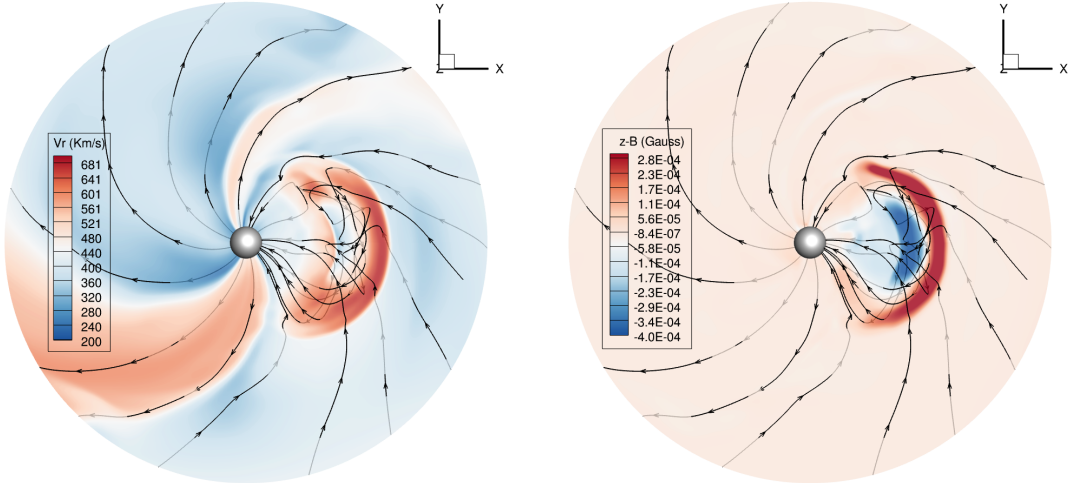 Y
Z
X
Vr (Km/s)
681
641
601
561
521
480
440
400
360
320
280
240
200
Y
Z
X
z-B (Gauss)
2.8E-04
2.3E-04
1.7E-04
1.1E-04
5.6E-05
-8.4E-07
-5.8E-05
-1.1E-04
-1.7E-04
-2.3E-04
-2.9E-04
-3.4E-04
-4.0E-04